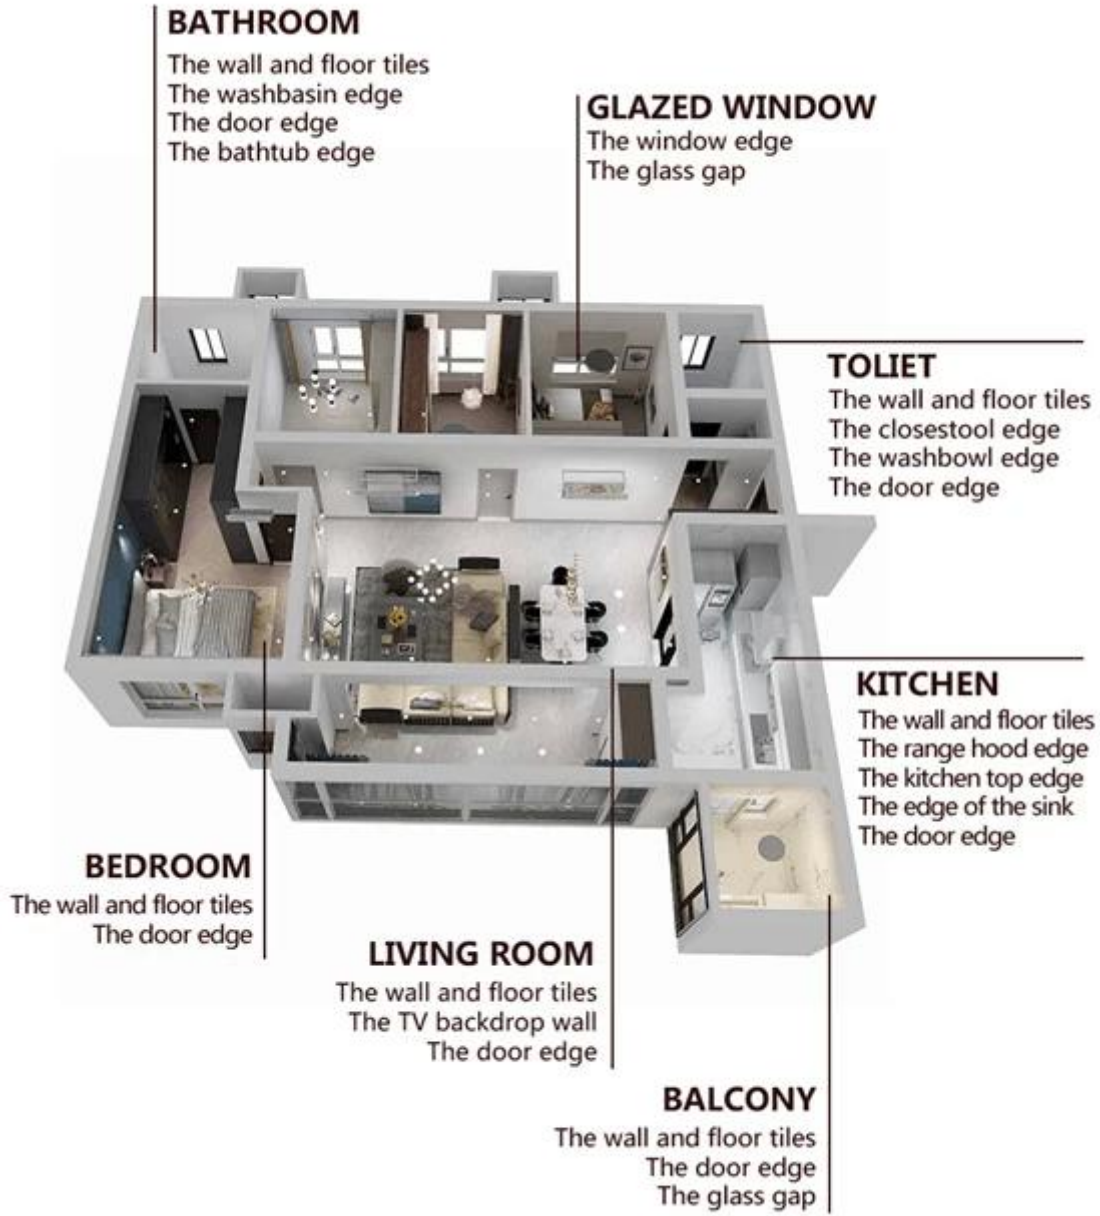 BATHROOM
The wall and floor tiles
The washbasin edge
The door edge
The bathtub edge
GLAZED WINDOW
The window edge
The glass gap
TOLIET
The wall and floor tiles
The closestool edge
The washbowl edge
The door edge
KITCHEN
The wall and floor tiles
The range hood edge
The kitchen top edge
The edge of the sink
The door edge
BEDROOM
The wall and floor tiles
The door edge
LIVING ROOM
The wall and floor tiles
The TV backdrop wall
The door edge
BALCONY
The wall and floor tiles
The door edge
The glass gap